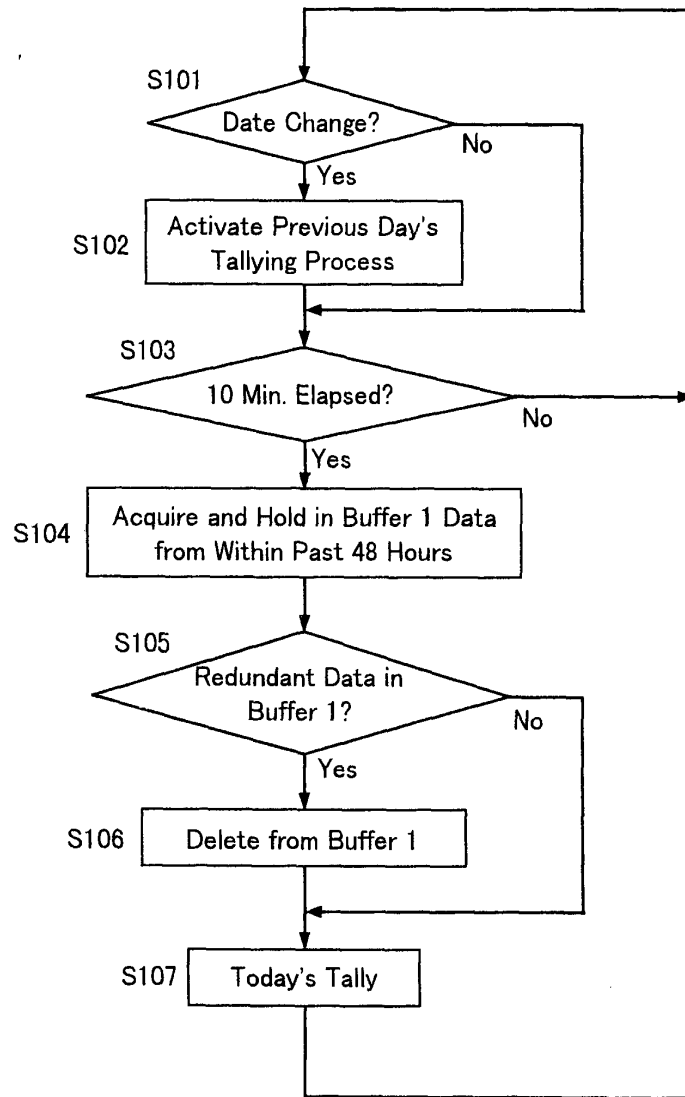 S101
Date Change?
No
Yes
S102
Activate Previous Day's
Tallying Process
S103
10 Min. Elapsed?
No
Yes
S104
Acquire and Hold in Buffer 1 Data
from Within Past 48 Hours
S105
Redundant Data in
Buffer 1?
No
Yes
S106
Delete from Buffer 1
S107
Today's Tally